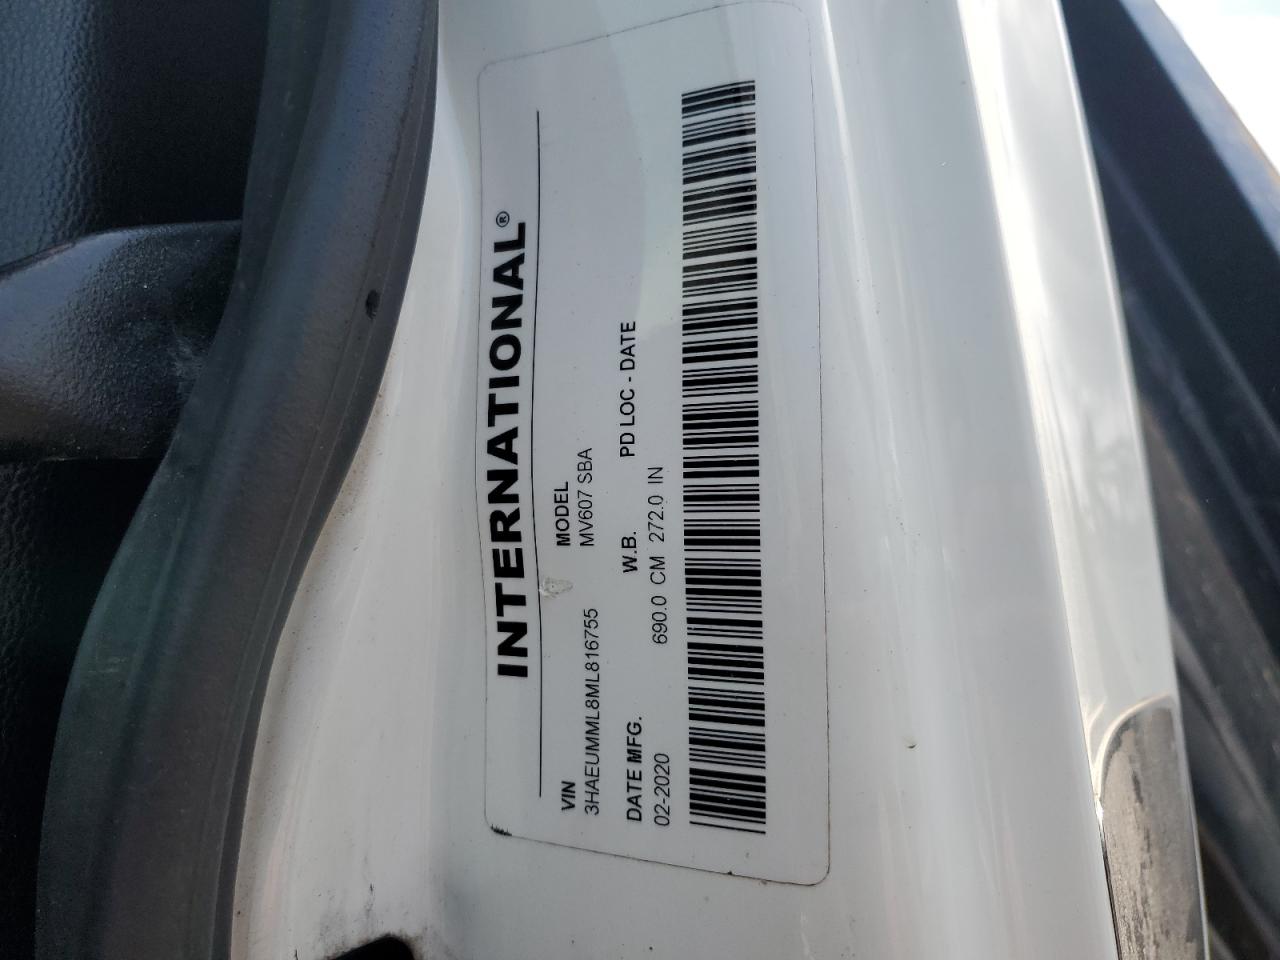 INTERNATIONAL®
VIN MODEL
3HAEUMML8ML816755 MV607 SBA
DATE MFG. W.B. PD LOC - DATE
02-2020 690.0 CM 272.0 IN